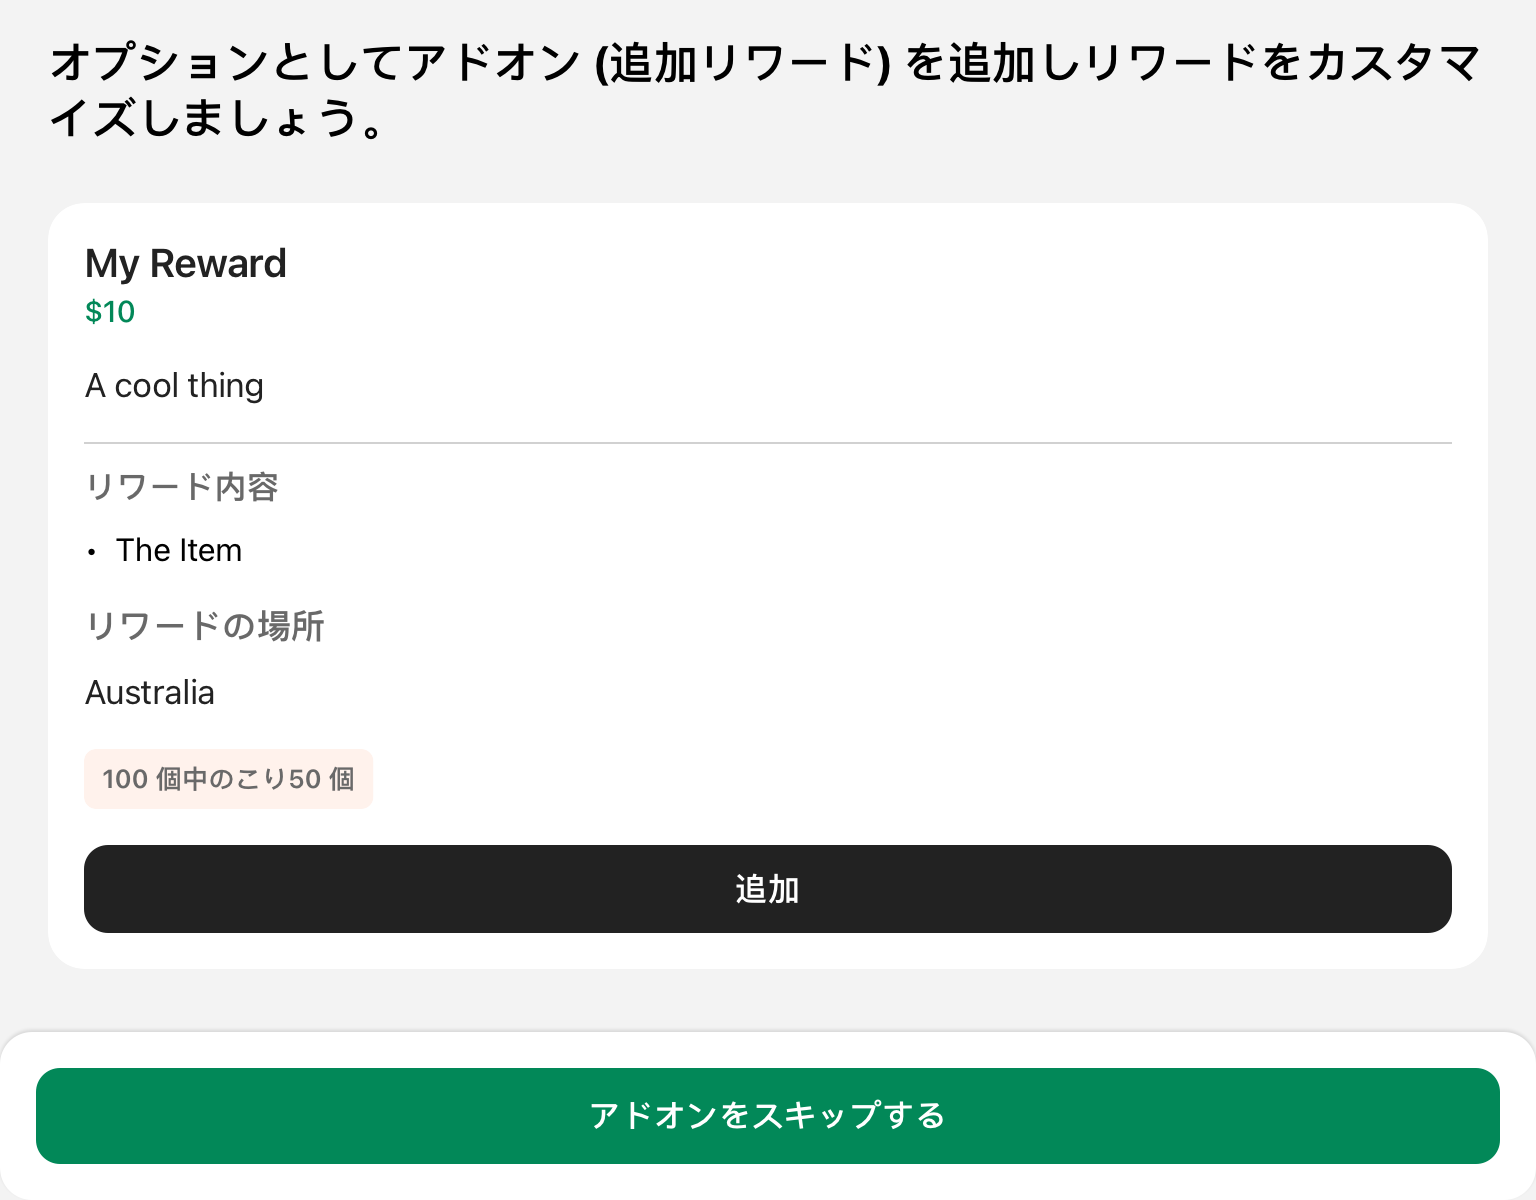 オプションとしてアドオン (追加リワード) を追加しリワードをカスタマ
イズしましょう。
My Reward
$10
A cool thing
リワード内容
• The Item
リワードの場所
Australia
100 個中のこり50 個
追加
アドオンをスキップする